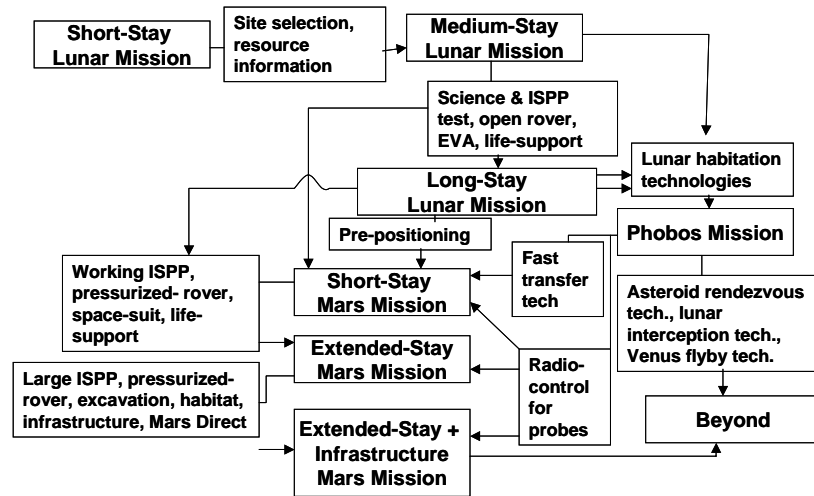 Short-Stay
Lunar Mission
Site selection,
resource
information
Medium-Stay
Lunar Mission
Science & ISPP
test, open rover,
EVA, life-support
Lunar habitation
technologies
Long-Stay
Lunar Mission
Pre-positioning
Phobos Mission
Working ISPP,
pressurized- rover,
space-suit, life-
support
Short-Stay
Mars Mission
Fast
transfer
tech
Asteroid rendezvous
tech., lunar
interception tech.,
Venus flyby tech.
Extended-Stay
Mars Mission
Radio-
control
for
probes
Large ISPP, pressurized-
rover, excavation, habitat,
infrastructure, Mars Direct
Extended-Stay +
Infrastructure
Mars Mission
Beyond